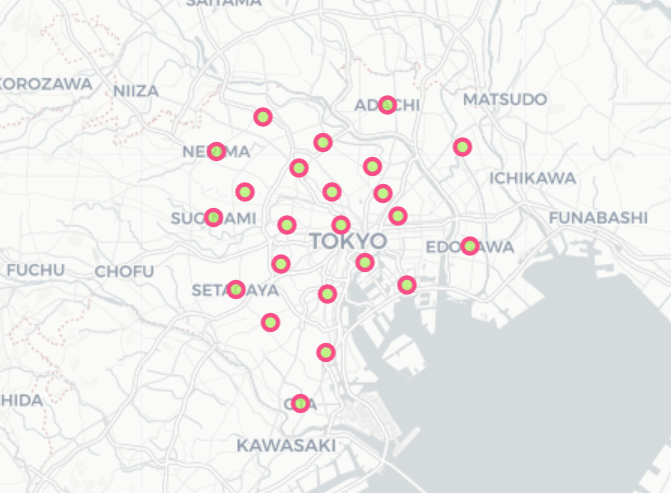 SAITAMA
KOROZAWA
NIIZA
ADACHI
MATSUDO
NERIMA
ICHIKAWA
SUGINAMI
FUNABASHI
TOKYO
EDOGAWA
FUCHU
CHOFU
SETAGAYA
HIDA
OTA
KAWASAKI